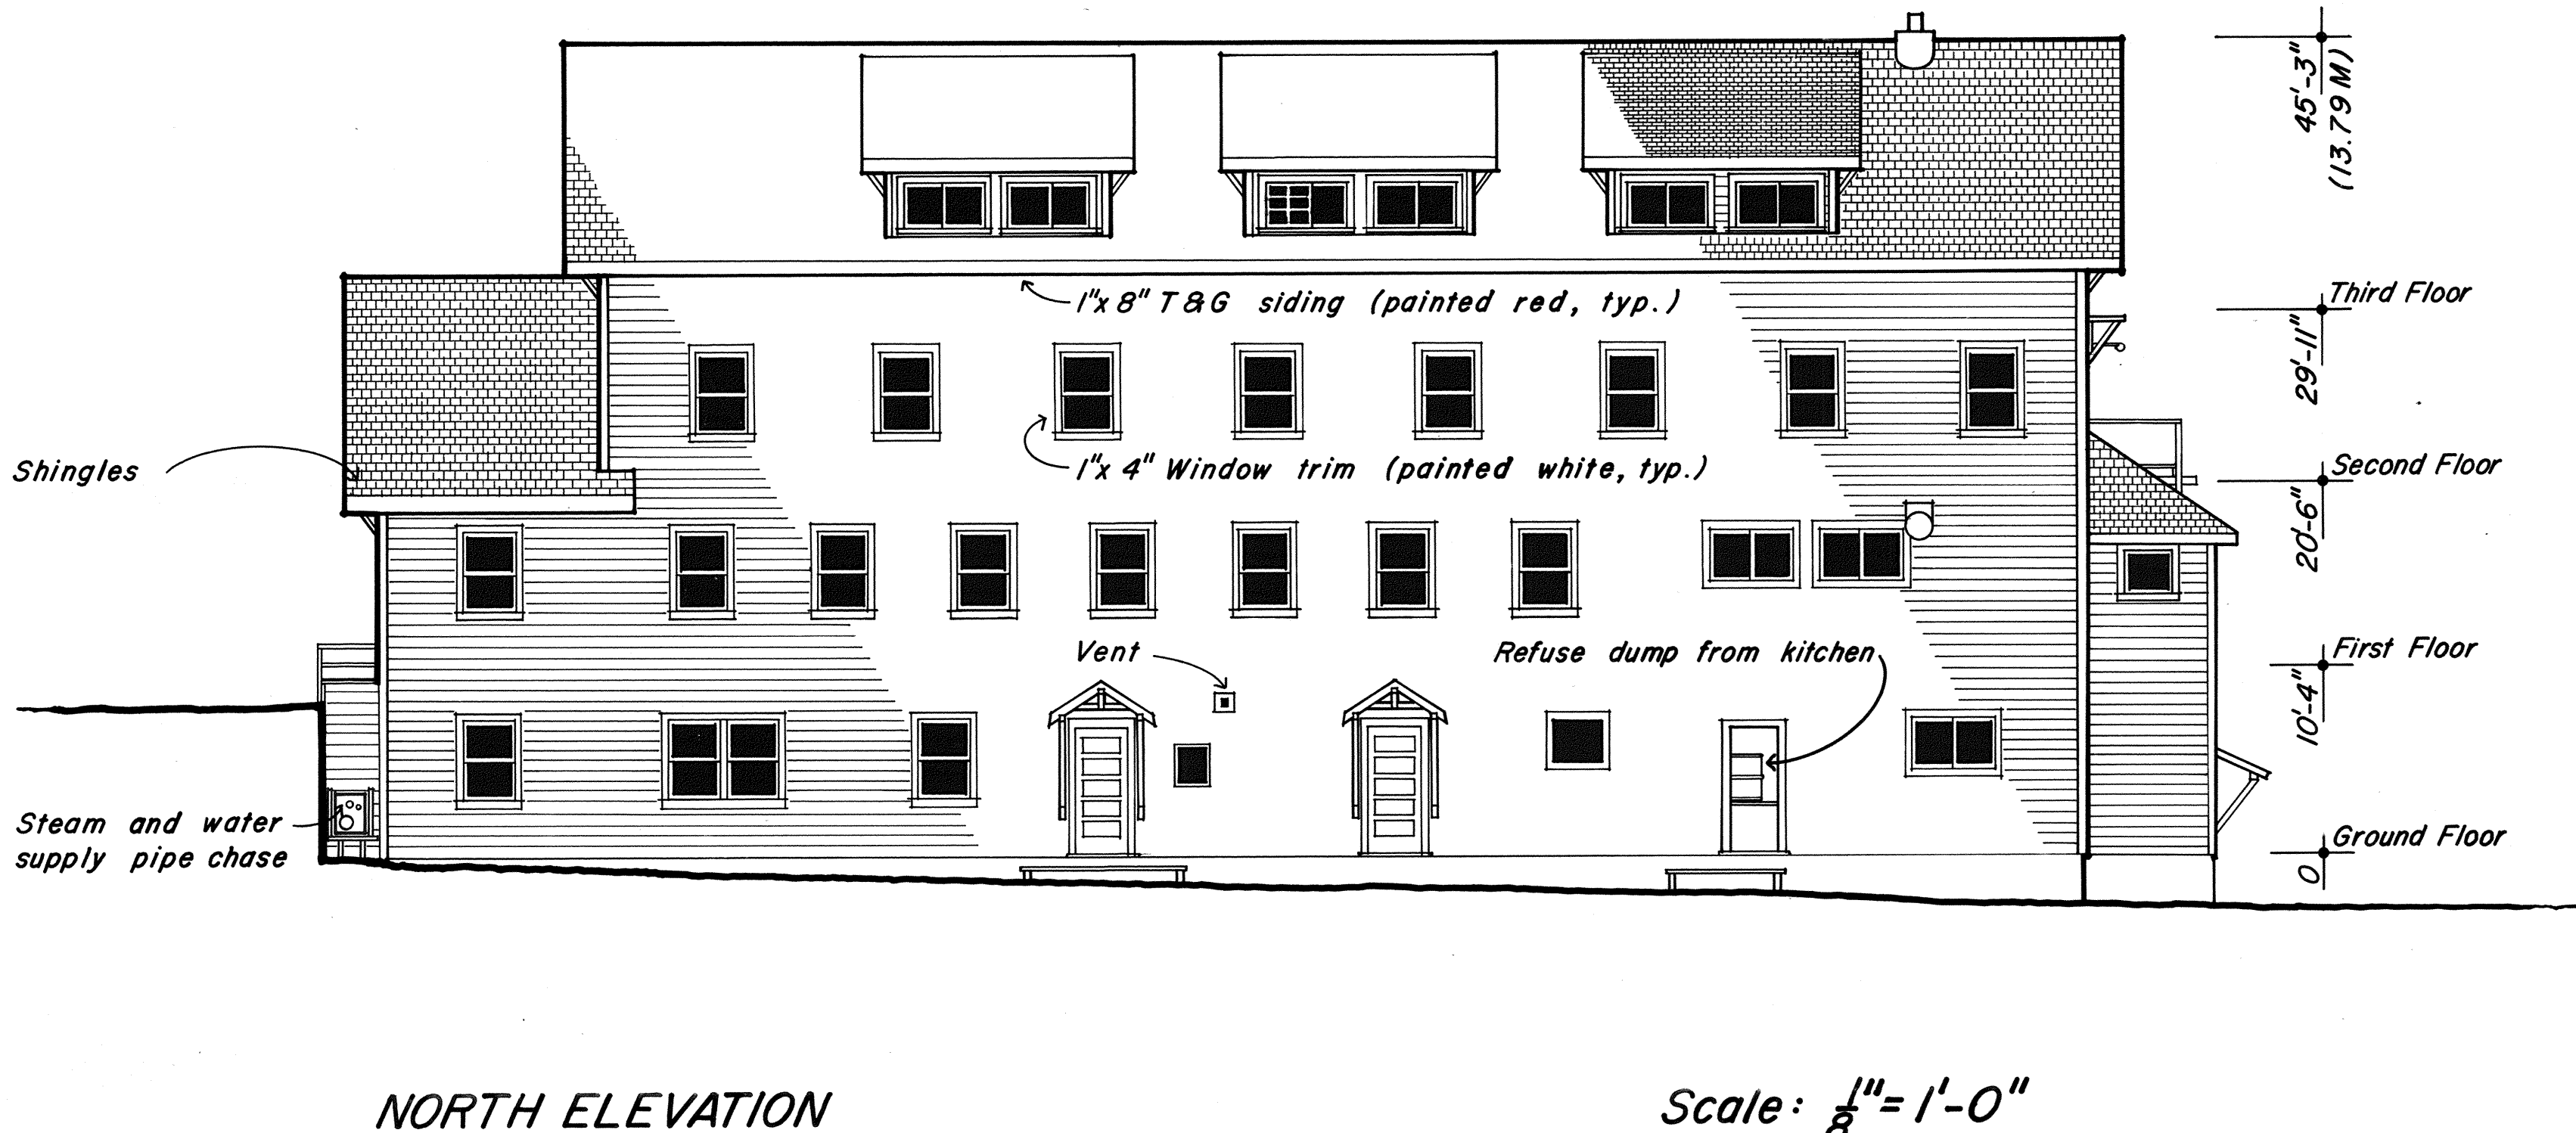 45'-3"
(13.79 M)
1"x 8" T&G siding (painted red, typ.)
Third Floor
29'-11"
Shingles
1"x 4" Window trim (painted white, typ.)
Second Floor
20'-6"
Vent
Refuse dump from kitchen
First Floor
10'-4"
Steam and water
supply pipe chase
Ground Floor
0
NORTH ELEVATION
Scale: 1/8"= 1'-0"